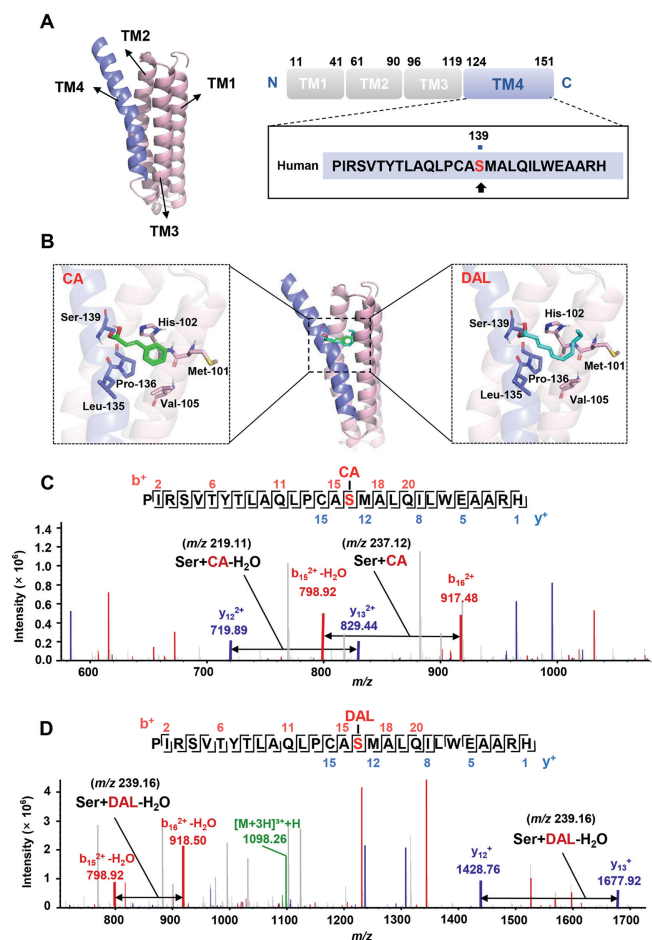 A
TM2
TM4
TM1
TM3
11 41 61 90 96 119 124 151
N TM1 TM2 TM3 TM4 C
139
Human PIRSVTYTLAQLPCASMALQILWEAARH
B
CA
Ser-139
His-102
Met-101
Pro-136
Leu-135
Val-105
DAL
Ser-139
His-102
Met-101
Pro-136
Leu-135
Val-105
C
CA
b+ 2 6 11 15 18 20
PIRSVTYTLAQLPCASMALQILWEAARH
15 12 8 5 1 y+
Intensity (× 10⁶)
1.4
1.2
1.0
0.8
0.6
0.4
0.2
0.0
(m/z 219.11)
Ser+CA-H2O
(m/z 237.12)
Ser+CA
b₁₅²⁺-H2O
798.92
b₁₆²⁺
917.48
y₁₂²⁺
719.89
y₁₃²⁺
829.44
600 700 800 900 1000
m/z
D
DAL
b+ 2 6 11 15 18 20
PIRSVTYTLAQLPCASMALQILWEAARH
15 12 8 5 1 y+
Intensity (× 10⁶)
4
2
0
(m/z 239.16)
Ser+DAL-H2O
b₁₅²⁺-H2O
798.92
b₁₆²⁺-H2O
918.50
[M+3H]³⁺+H
1098.26
(m/z 239.16)
Ser+DAL-H2O
y₁₂⁺
1428.76
y₁₃⁺
1677.92
800 900 1000 1100 1200 1300 1400 1500 1600 1700
m/z